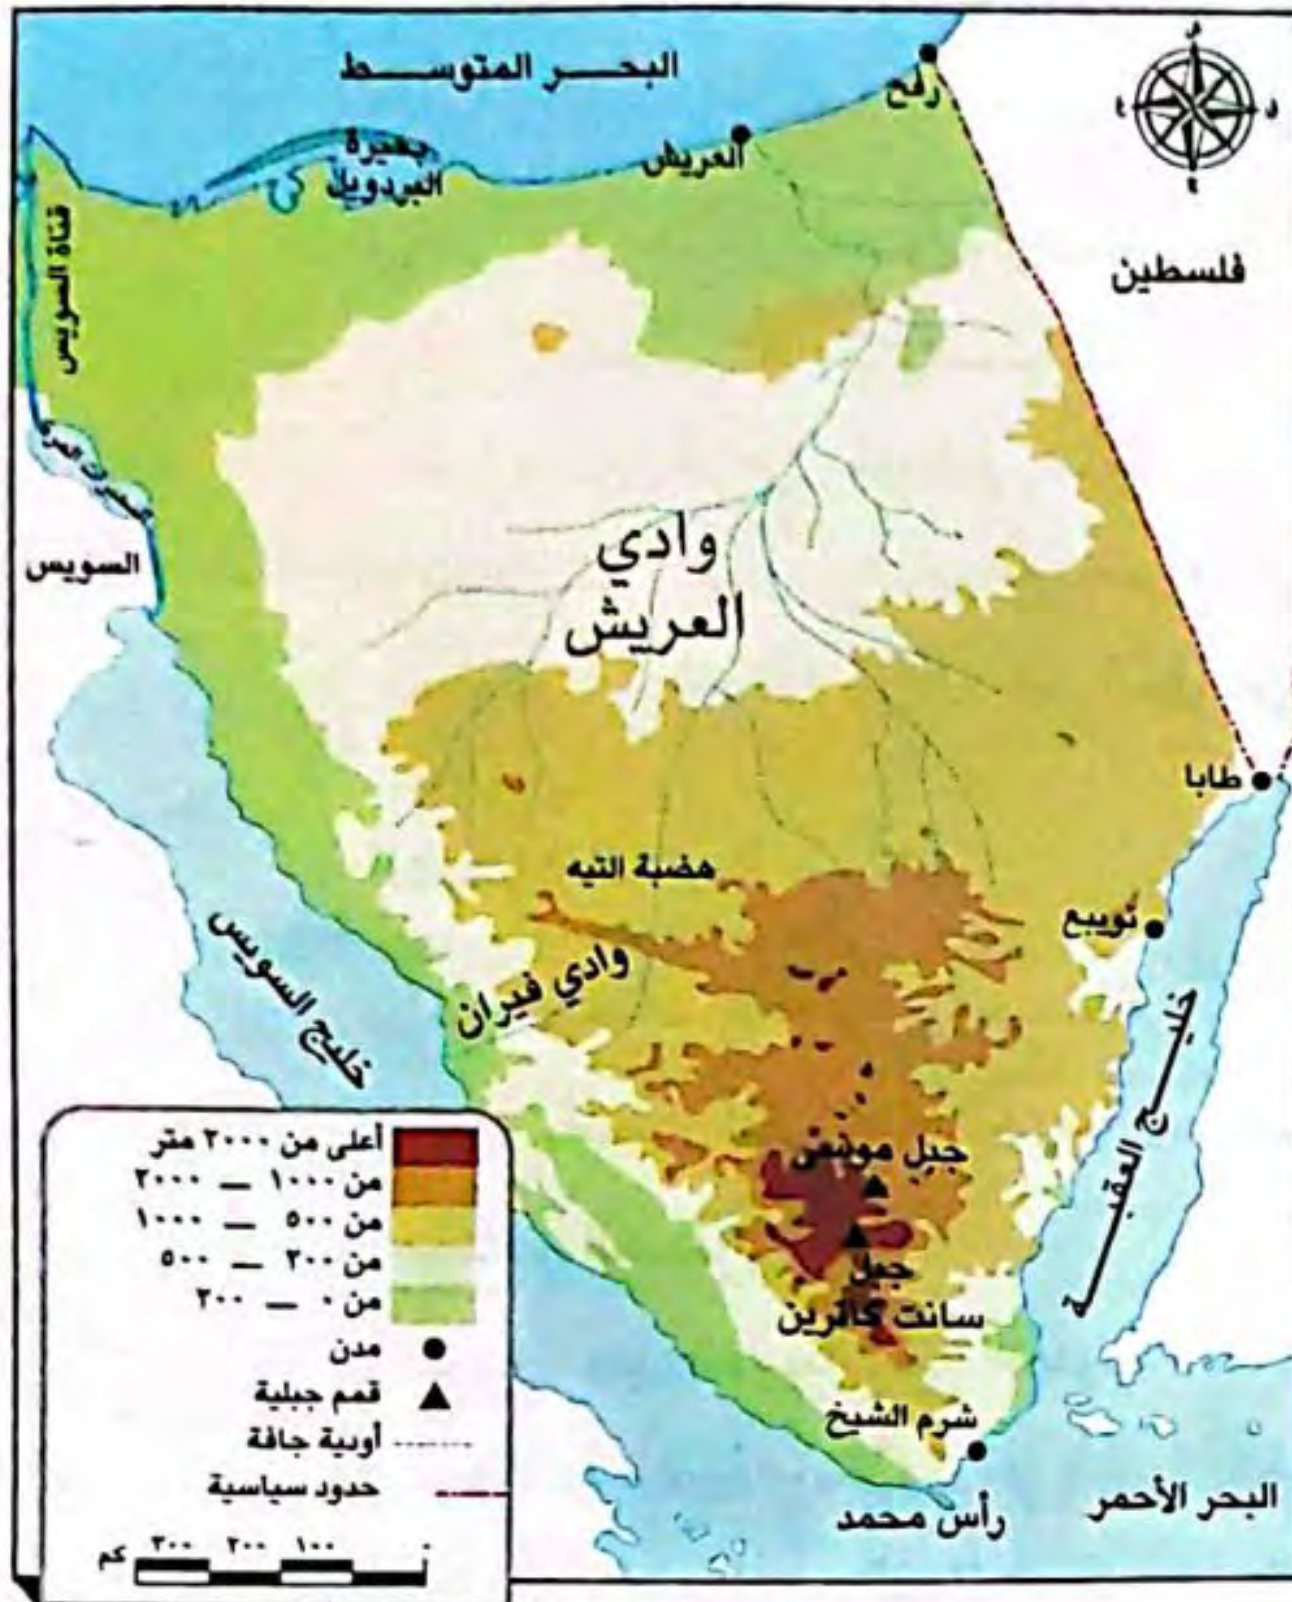 البحر المتوسط
رفح
العريش
بحيرة
البردويل
قناة السويس
فلسطين
البحيرات المرة
السويس
وادي
العريش
طابا
هضبة التيه
نويبع
وادي فيران
خليج السويس
خليج العقبة
جبل موسى
جبل
سانت كاترين
شرم الشيخ
رأس محمد
البحر الأحمر
أعلى من ٢٠٠٠ متر
من ١٠٠٠ — ٢٠٠٠
من ٥٠٠ — ١٠٠٠
من ٢٠٠ — ٥٠٠
من ٠ — ٢٠٠
مدن
قمم جبلية
أودية جافة
حدود سياسية
٠ ١٠٠ ٢٠٠ ٣٠٠ كم